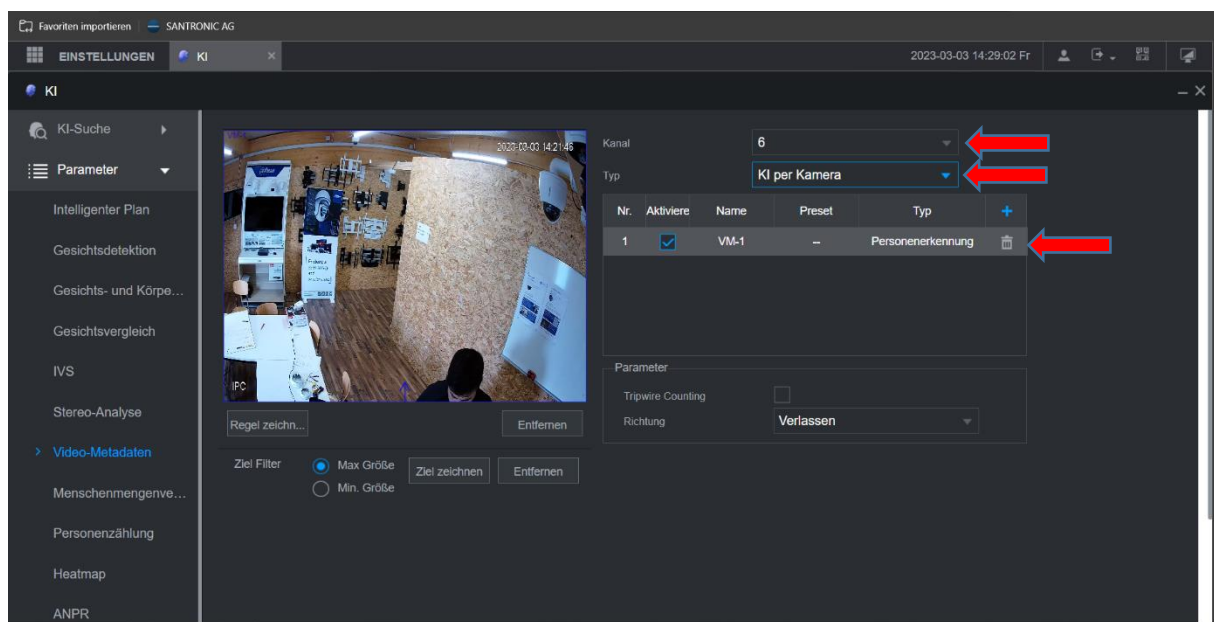 Favoriten importieren SANTRONIC AG
EINSTELLUNGEN KI × 2023-03-03 14:29:02 Fr
KI
KI-Suche
Parameter
Intelligenter Plan
Gesichtsdetektion
Gesichts- und Körpe...
Gesichtsvergleich
IVS
Stereo-Analyse
Video-Metadaten
Menschenmengenve...
Personenzählung
Heatmap
ANPR
2023-03-03 14:21:46
alhua
IPC
Regel zeichn... Entfernen
Ziel Filter Max Größe Ziel zeichnen Entfernen
Min. Größe
Kanal 6
Typ KI per Kamera
Nr. Aktiviere Name Preset Typ +
1 VM-1 -- Personenerkennung
Parameter
Tripwire Counting
Richtung Verlassen